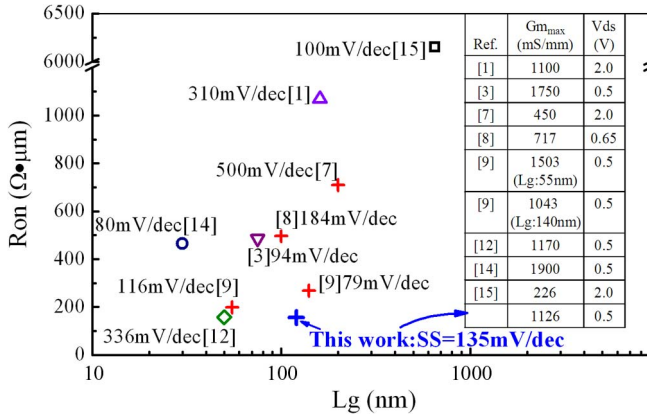 6500
6000
1000
800
600
400
200
0
Ron (Ω•μm)
100mV/dec[15]
310mV/dec[1]
500mV/dec[7]
[8]184mV/dec
80mV/dec[14]
[3]94mV/dec
116mV/dec[9]
[9]79mV/dec
336mV/dec[12]
This work:SS=135mV/dec
10
100
1000
Lg (nm)
Ref. Gmmax (mS/mm) Vds (V)
[1] 1100 2.0
[3] 1750 0.5
[7] 450 2.0
[8] 717 0.65
[9] 1503 (Lg:55nm) 0.5
[9] 1043 (Lg:140nm) 0.5
[12] 1170 0.5
[14] 1900 0.5
[15] 226 2.0
1126 0.5